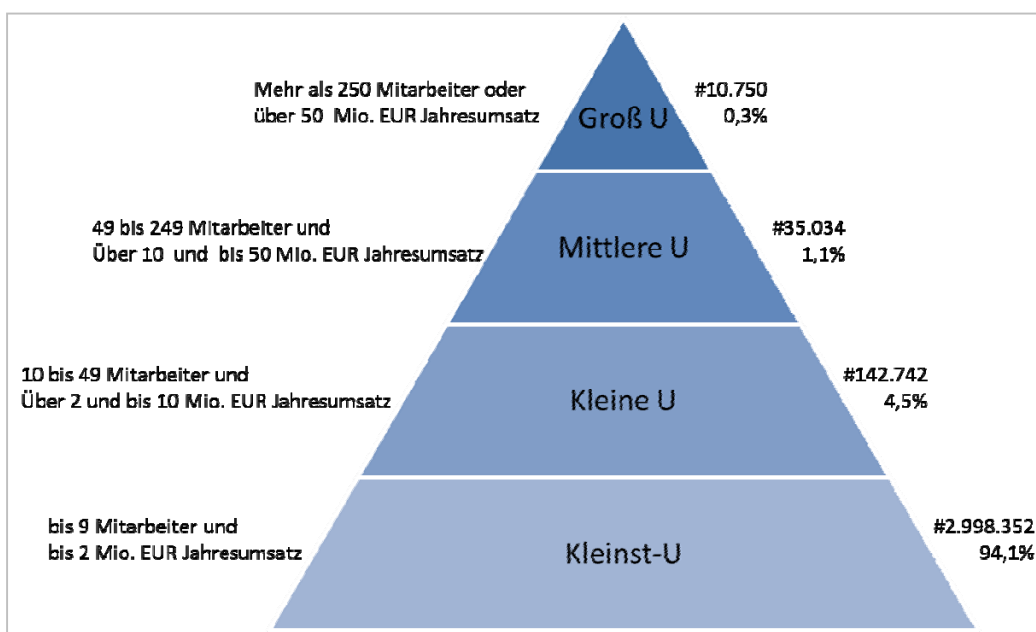 Mehr als 250 Mitarbeiter oder
über 50 Mio. EUR Jahresumsatz
Groß U
#10.750
0,3%
49 bis 249 Mitarbeiter und
Über 10 und bis 50 Mio. EUR Jahresumsatz
Mittlere U
#35.034
1,1%
10 bis 49 Mitarbeiter und
Über 2 und bis 10 Mio. EUR Jahresumsatz
Kleine U
#142.742
4,5%
bis 9 Mitarbeiter und
bis 2 Mio. EUR Jahresumsatz
Kleinst-U
#2.998.352
94,1%